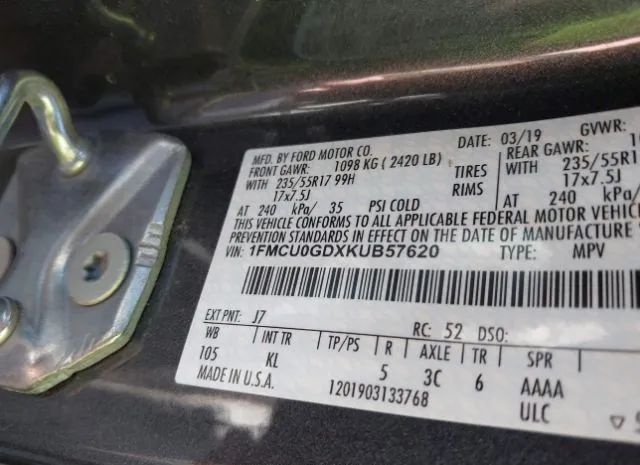 MFD. BY FORD MOTOR CO. DATE: 03/19 GVWR:
FRONT GAWR: 1098 KG ( 2420 LB) REAR GAWR:
WITH 235/55R17 99H TIRES WITH 235/55R1
17x7.5J RIMS 17x7.5J
AT 240 kPa/ 35 PSI COLD AT 240 kPa/
THIS VEHICLE CONFORMS TO ALL APPLICABLE FEDERAL MOTOR VEHIC
PREVENTION STANDARDS IN EFFECT ON THE DATE OF MANUFACTURE
VIN: 1FMCU0GDXKUB57620 TYPE: MPV
EXT PNT: J7 RC: 52 DSO:
WB INT TR TP/PS R AXLE TR SPR
105 KL 5 3C 6 AAAA
MADE IN U.S.A. 1201903133768 ULC